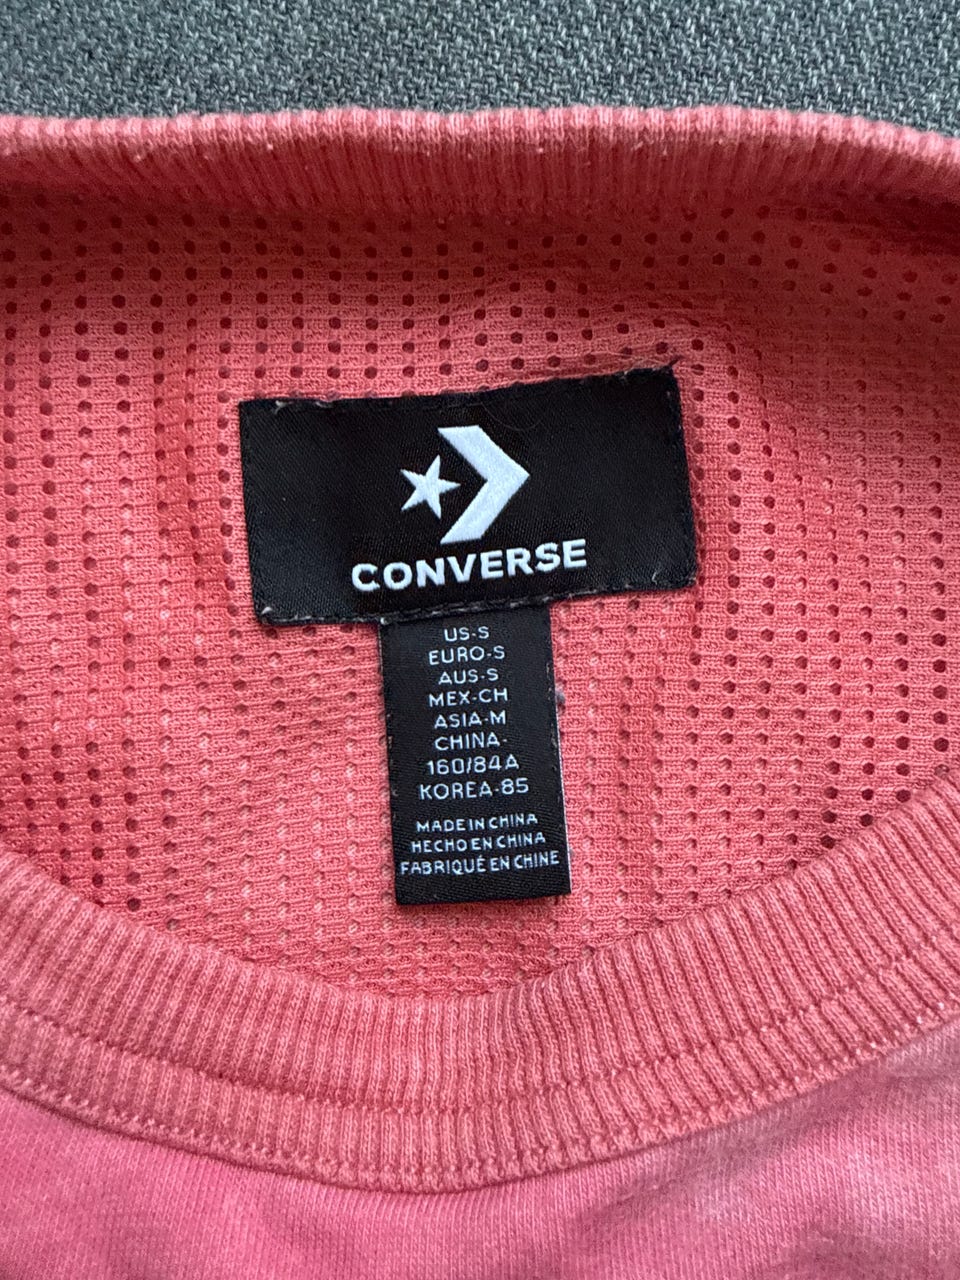 CONVERSE
US-S
EURO-S
AUS-S
MEX-CH
ASIA-M
CHINA-
160/84A
KOREA-85
MADE IN CHINA
HECHO EN CHINA
FABRIQUÉ EN CHINE